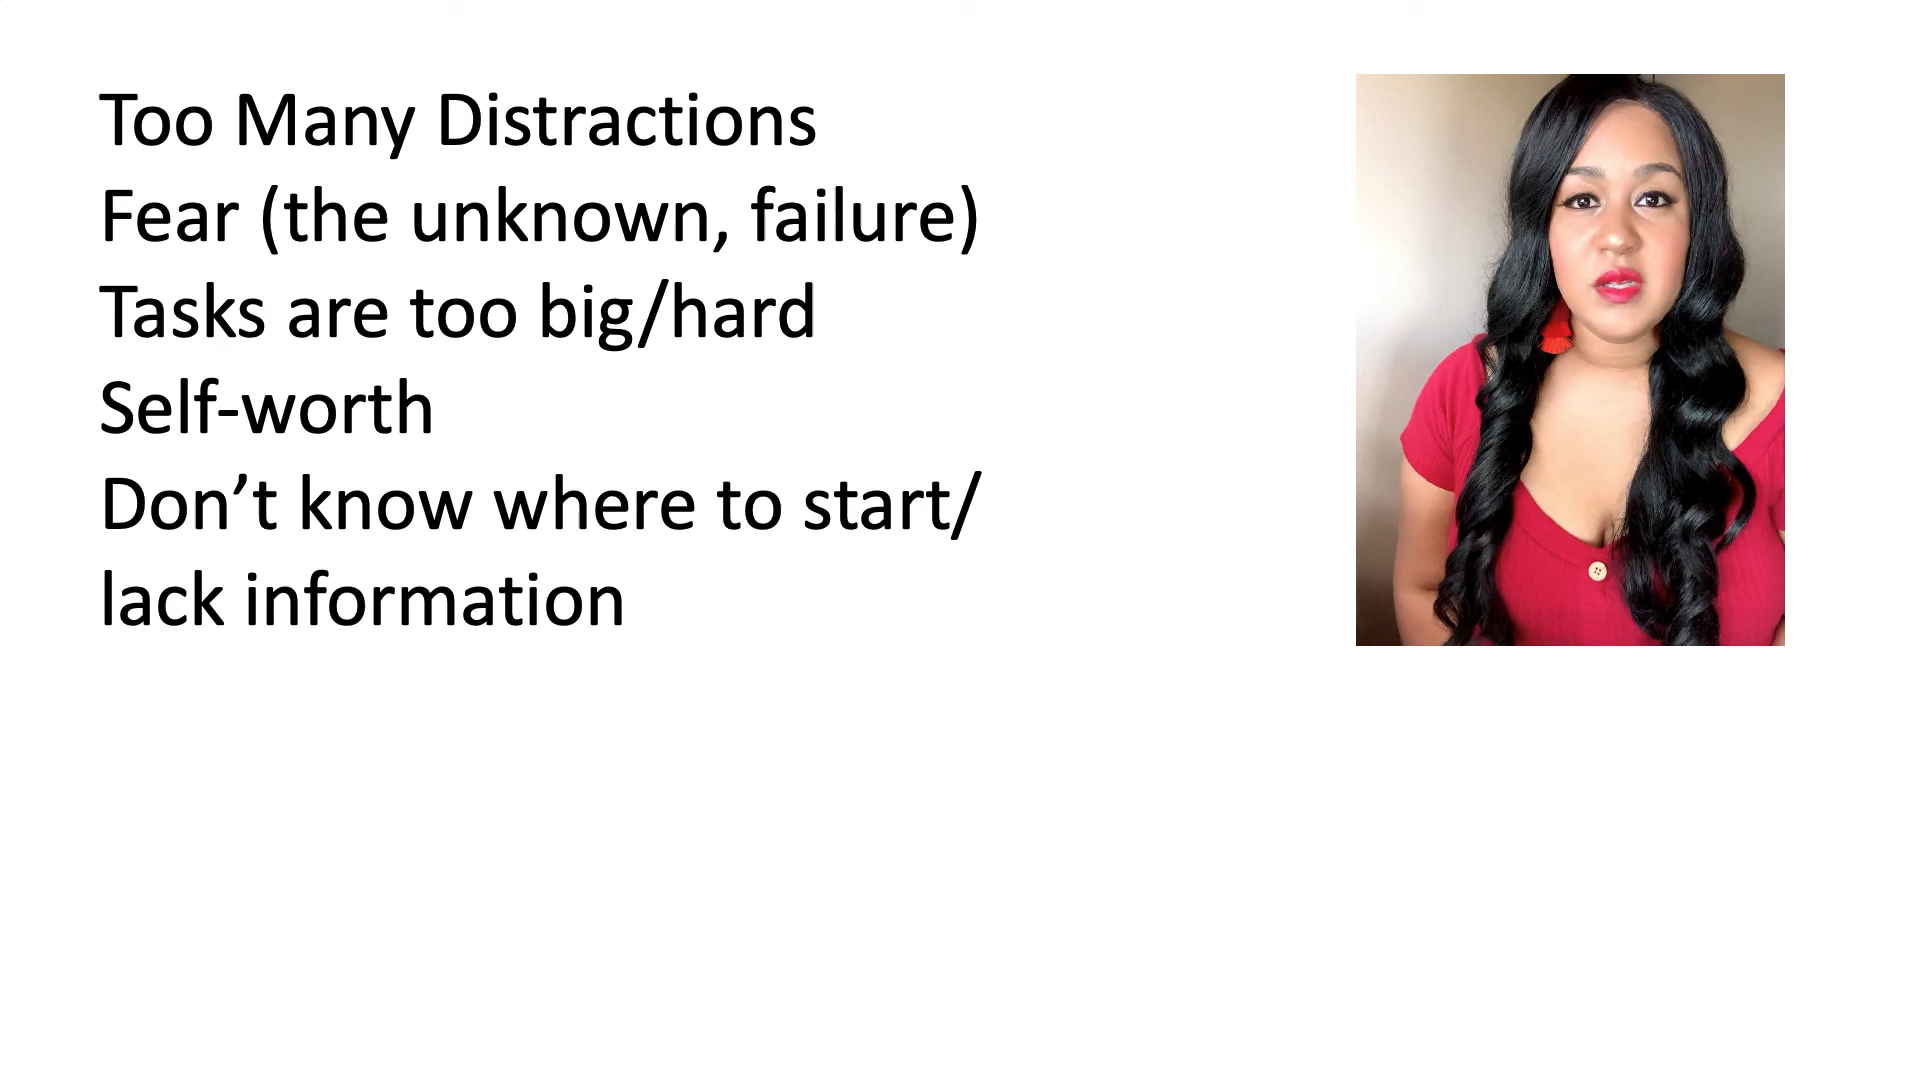 Too Many Distractions
Fear (the unknown, failure)
Tasks are too big/hard
Self-worth
Don’t know where to start/
lack information